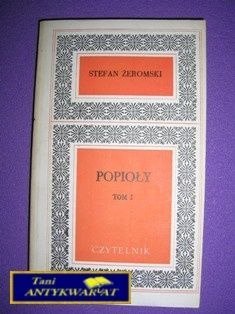 STEFAN ŻEROMSKI
POPIOŁY
TOM I
CZYTELNIK
Tani
ANTYKWARIAT